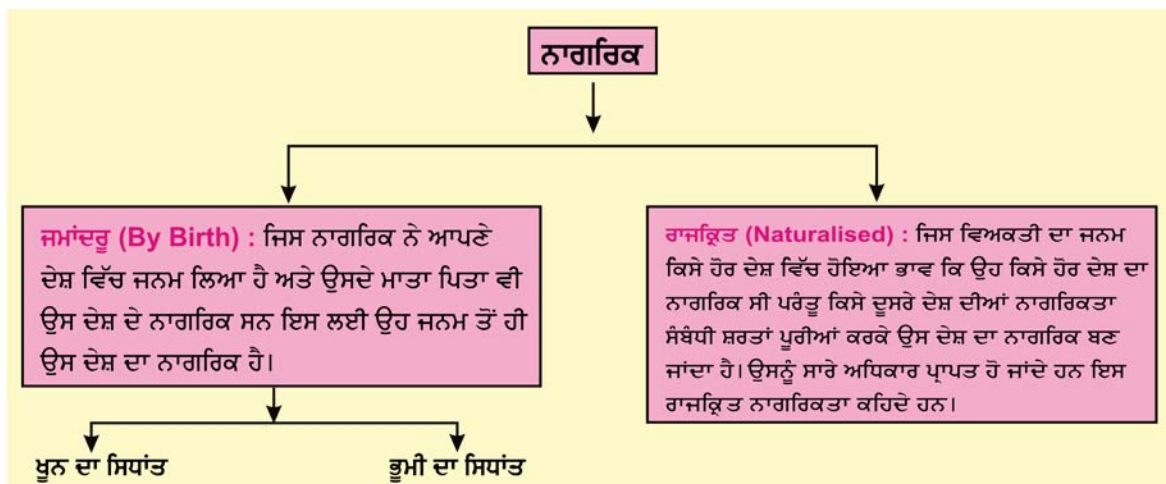 ਨਾਗਰਿਕ
ਜਮਾਂਦਰੂ (By Birth) : ਜਿਸ ਨਾਗਰਿਕ ਨੇ ਆਪਣੇ
ਦੇਸ਼ ਵਿੱਚ ਜਨਮ ਲਿਆ ਹੈ ਅਤੇ ਉਸਦੇ ਮਾਤਾ ਪਿਤਾ ਵੀ
ਉਸ ਦੇਸ਼ ਦੇ ਨਾਗਰਿਕ ਸਨ ਇਸ ਲਈ ਉਹ ਜਨਮ ਤੋਂ ਹੀ
ਉਸ ਦੇਸ਼ ਦਾ ਨਾਗਰਿਕ ਹੈ।
ਖੂਨ ਦਾ ਸਿਧਾਂਤ
ਭੂਮੀ ਦਾ ਸਿਧਾਂਤ
ਰਾਜਕ੍ਰਿਤ (Naturalised) : ਜਿਸ ਵਿਅਕਤੀ ਦਾ ਜਨਮ
ਕਿਸੇ ਹੋਰ ਦੇਸ਼ ਵਿੱਚ ਹੋਇਆ ਭਾਵ ਕਿ ਉਹ ਕਿਸੇ ਹੋਰ ਦੇਸ਼ ਦਾ
ਨਾਗਰਿਕ ਸੀ ਪਰੰਤੂ ਕਿਸੇ ਦੂਸਰੇ ਦੇਸ਼ ਦੀਆਂ ਨਾਗਰਿਕਤਾ
ਸੰਬੰਧੀ ਸ਼ਰਤਾਂ ਪੂਰੀਆਂ ਕਰਕੇ ਉਸ ਦੇਸ਼ ਦਾ ਨਾਗਰਿਕ ਬਣ
ਜਾਂਦਾ ਹੈ। ਉਸਨੂੰ ਸਾਰੇ ਅਧਿਕਾਰ ਪ੍ਰਾਪਤ ਹੋ ਜਾਂਦੇ ਹਨ ਇਸ
ਰਾਜਕ੍ਰਿਤ ਨਾਗਰਿਕਤਾ ਕਹਿਦੇ ਹਨ।